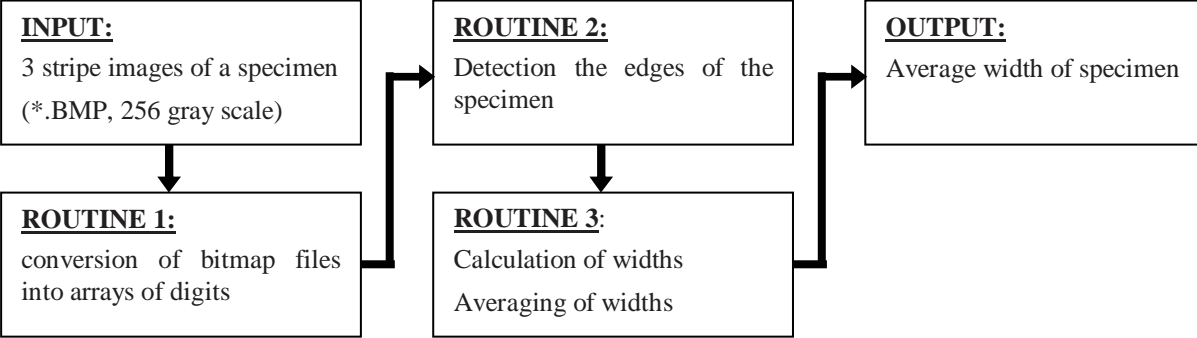 INPUT:
3 stripe images of a specimen
(*.BMP, 256 gray scale)
ROUTINE 1:
conversion of bitmap files
into arrays of digits
ROUTINE 2:
Detection the edges of the
specimen
ROUTINE 3:
Calculation of widths
Averaging of widths
OUTPUT:
Average width of specimen